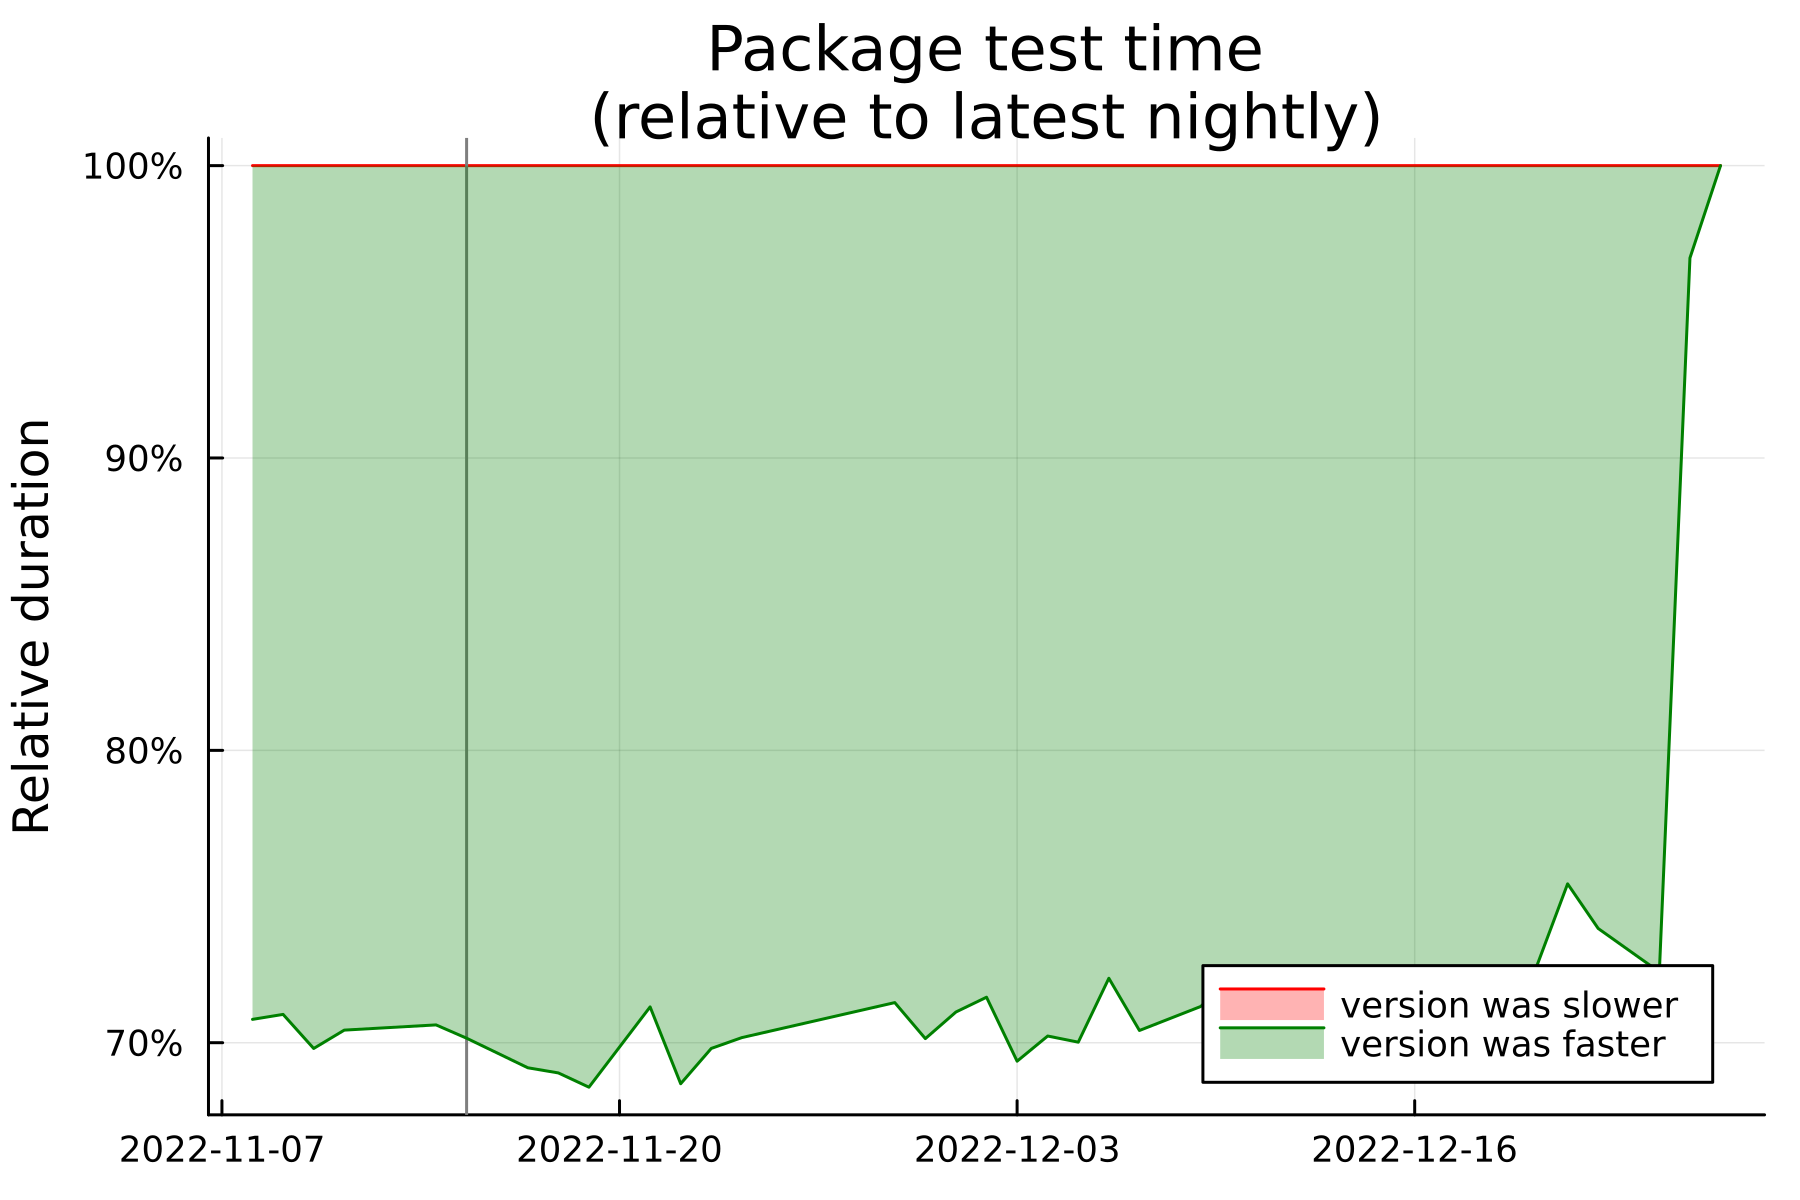 Package test time
(relative to latest nightly)
Relative duration
100%
90%
80%
70%
version was slower
version was faster
2022-11-07
2022-11-20
2022-12-03
2022-12-16